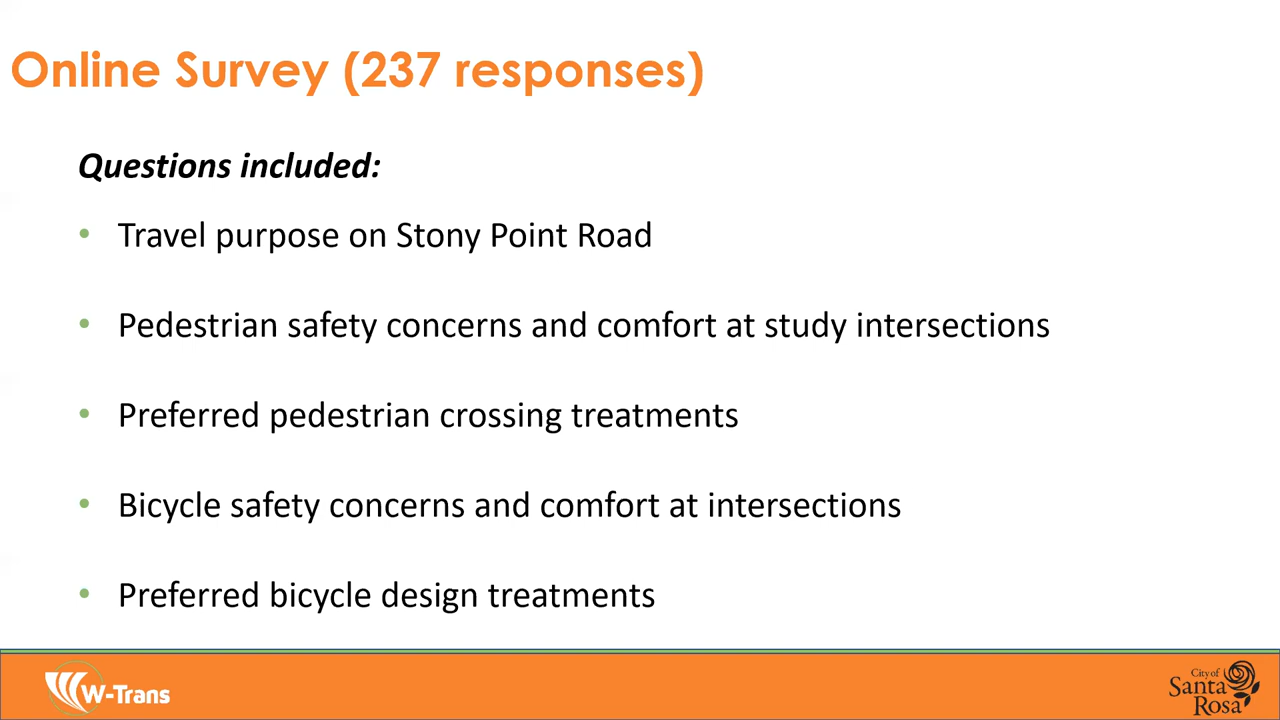 Online Survey (237 responses)
Questions included:
• Travel purpose on Stony Point Road
• Pedestrian safety concerns and comfort at study intersections
• Preferred pedestrian crossing treatments
• Bicycle safety concerns and comfort at intersections
• Preferred bicycle design treatments
W-Trans
City of
Santa
Rosa